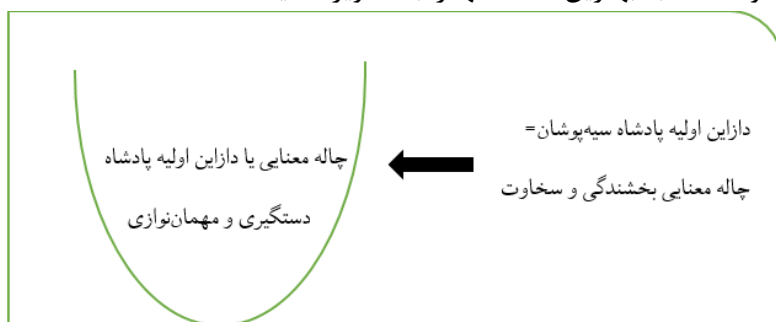 دازاین اولیه پادشاه سیه‌پوشان=
چاله معنایی بخشندگی و سخاوت
چاله معنایی یا دازاین اولیه پادشاه
دستگیری و مهمان‌نوازی